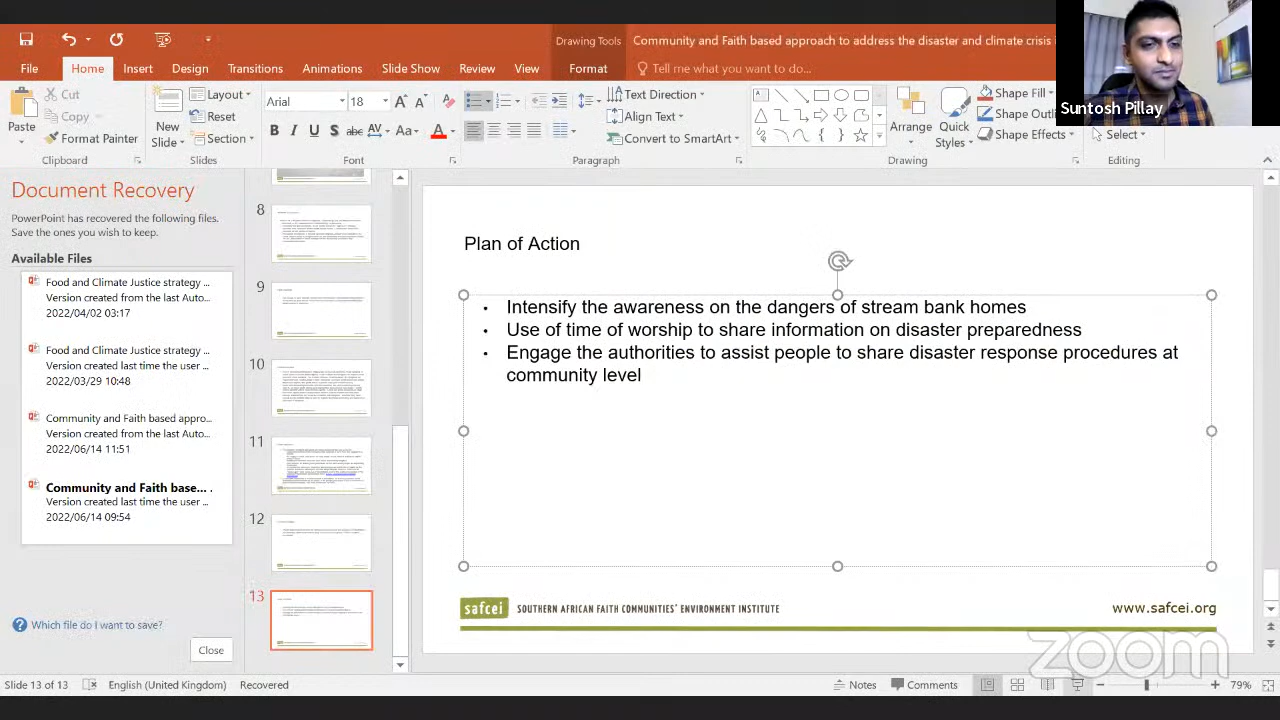 Drawing Tools
Community and Faith based approach to address the disaster and climate crisis
File
Home
Insert
Design
Transitions
Animations
Slide Show
Review
View
Format
Tell me what you want to do...
Suntosh Pillay
Paste
Cut
Copy
Format Painter
Clipboard
New
Slide
Layout
Reset
Section
Slides
Arial
18
B I U S abc AV Aa A
Font
Text Direction
Align Text
Convert to SmartArt
Paragraph
Arrange
Quick
Styles
Shape Fill
Shape Outli
Shape Effects
Drawing
Select
Editing
Document Recovery
PowerPoint has recovered the following files.
Save the ones you wish to keep.
Available Files
Food and Climate Justice strategy ...
Version created from the last Auto...
2022/04/02 03:17
Food and Climate Justice strategy ...
Version created last time the user ...
2022/03/29 10:48
Community and Faith based appro...
Version created from the last Auto...
2022/06/14 11:51
Community and Faith base...
Version created last time the user ...
2022/06/14 09:54
Which file do I want to save?
Close
8
9
10
11
12
13
Plan of Action
• Intensify the awareness on the dangers of stream bank homes
• Use of time of worship to share information on disaster preparedness
• Engage the authorities to assist people to share disaster response procedures at
community level
safcei SOUTHERN AFRICAN FAITH COMMUNITIES' ENVIRONMENT INSTITUTE
www.safcei.org
zoom
Slide 13 of 13
English (United Kingdom)
Recovered
Notes
Comments
79%